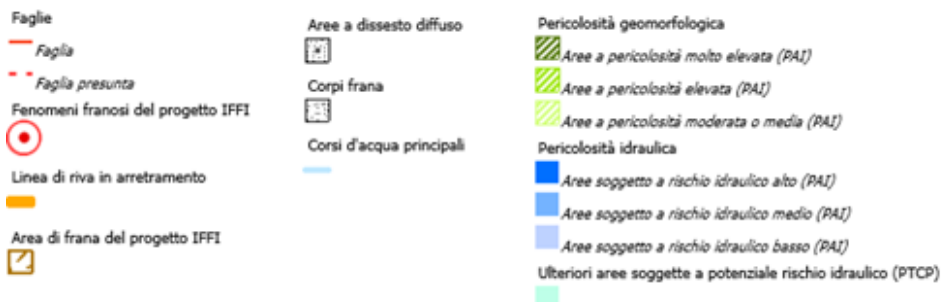 Faglie
Faglia
Faglia presunta
Fenomeni franosi del progetto IFFI
Linea di riva in arretramento
Area di frana del progetto IFFI
Aree a dissesto diffuso
Corpi frana
Corsi d'acqua principali
Pericolosità geomorfologica
Aree a pericolosità molto elevata (PAI)
Aree a pericolosità elevata (PAI)
Aree a pericolosità moderata o media (PAI)
Pericolosità idraulica
Aree soggetto a rischio idraulico alto (PAI)
Aree soggetto a rischio idraulico medio (PAI)
Aree soggetto a rischio idraulico basso (PAI)
Ulteriori aree soggette a potenziale rischio idraulico (PTCP)